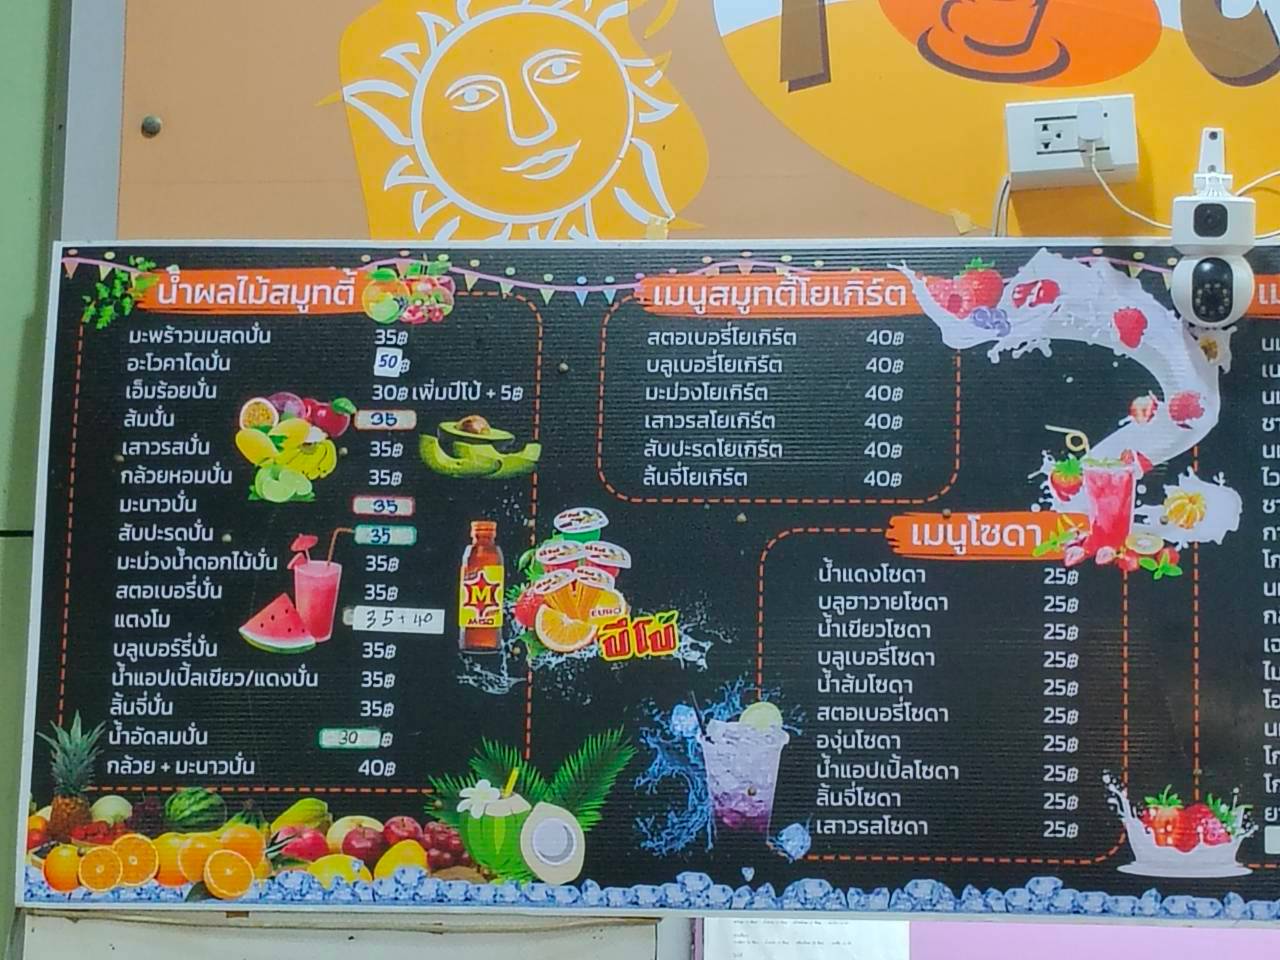 น้ำผลไม้สมูทตี้
มะพร้าวนมสดปั่น 35฿
อะโวคาโดปั่น 50฿
เอ็มร้อยปั่น 30฿ เพิ่มปีโป้ + 5฿
ส้มปั่น 35
เสาวรสปั่น 35฿
กล้วยหอมปั่น 35฿
มะนาวปั่น 35
สับปะรดปั่น 35
มะม่วงน้ำดอกไม้ปั่น 35฿
สตอเบอรี่ปั่น 35฿
แตงโม 35+40
บลูเบอร์รี่ปั่น 35฿
น้ำแอปเปิ้ลเขียว/แดงปั่น 35฿
ลิ้นจี่ปั่น 35฿
น้ำอัดลมปั่น 30 ฿
กล้วย + มะนาวปั่น 40฿
M
M-150
EURO
ปีโป้
เมนูสมูทตี้โยเกิร์ต
สตอเบอรี่โยเกิร์ต 40฿
บลูเบอรี่โยเกิร์ต 40฿
มะม่วงโยเกิร์ต 40฿
เสาวรสโยเกิร์ต 40฿
สับปะรดโยเกิร์ต 40฿
ลิ้นจี่โยเกิร์ต 40฿
เมนูโซดา
น้ำแดงโซดา 25฿
บลูฮาวายโซดา 25฿
น้ำเขียวโซดา 25฿
บลูเบอรี่โซดา 25฿
น้ำส้มโซดา 25฿
สตอเบอรี่โซดา 25฿
องุ่นโซดา 25฿
น้ำแอปเปิ้ลโซดา 25฿
ลิ้นจี่โซดา 25฿
เสาวรสโซดา 25฿